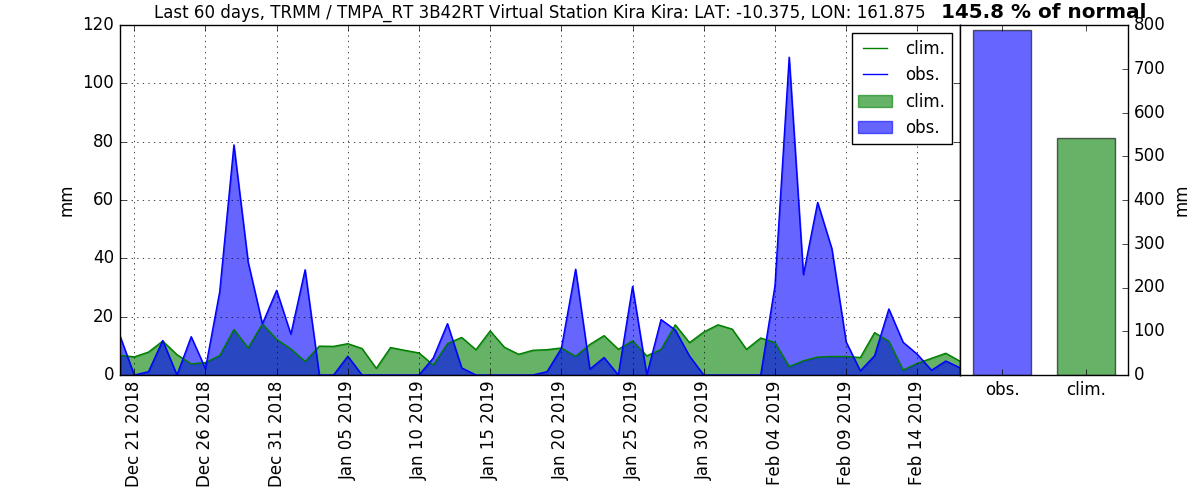 Last 60 days, TRMM / TMPA_RT 3B42RT Virtual Station Kira Kira: LAT: -10.375, LON: 161.875 145.8 % of normal
120
100
80
60
40
20
0
mm
clim.
obs.
clim.
obs.
Dec 21 2018
Dec 26 2018
Dec 31 2018
Jan 05 2019
Jan 10 2019
Jan 15 2019
Jan 20 2019
Jan 25 2019
Jan 30 2019
Feb 04 2019
Feb 09 2019
Feb 14 2019
800
700
600
500
400
300
200
100
0
mm
obs. clim.